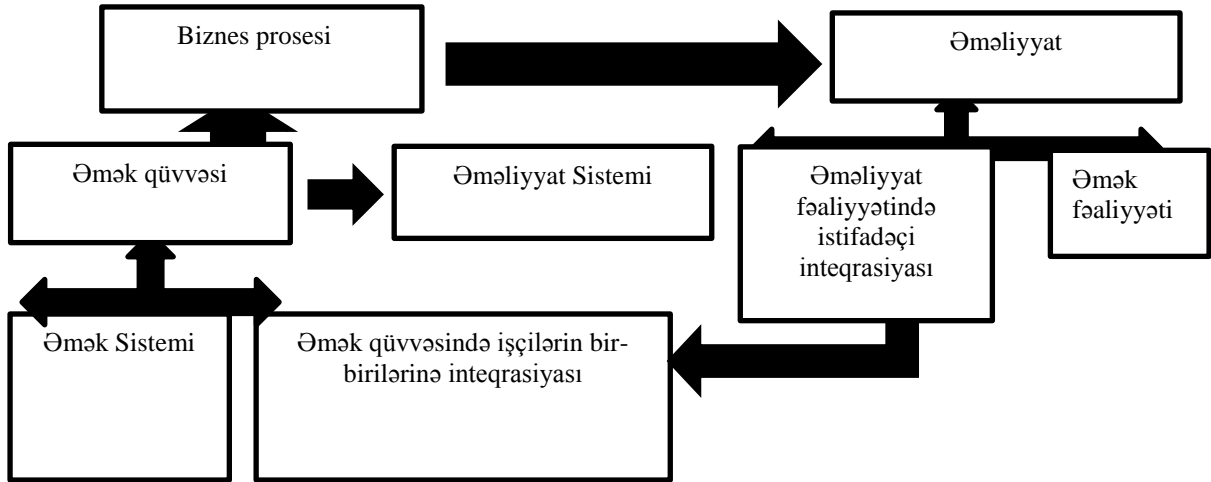 Biznes prosesi
Əməliyyat
Əmək qüvvəsi
Əməliyyat Sistemi
Əməliyyat
fəaliyyətində
istifadəçi
inteqrasiyası
Əmək
fəaliyyəti
Əmək Sistemi
Əmək qüvvəsində işçilərin bir-
birilərinə inteqrasiyası